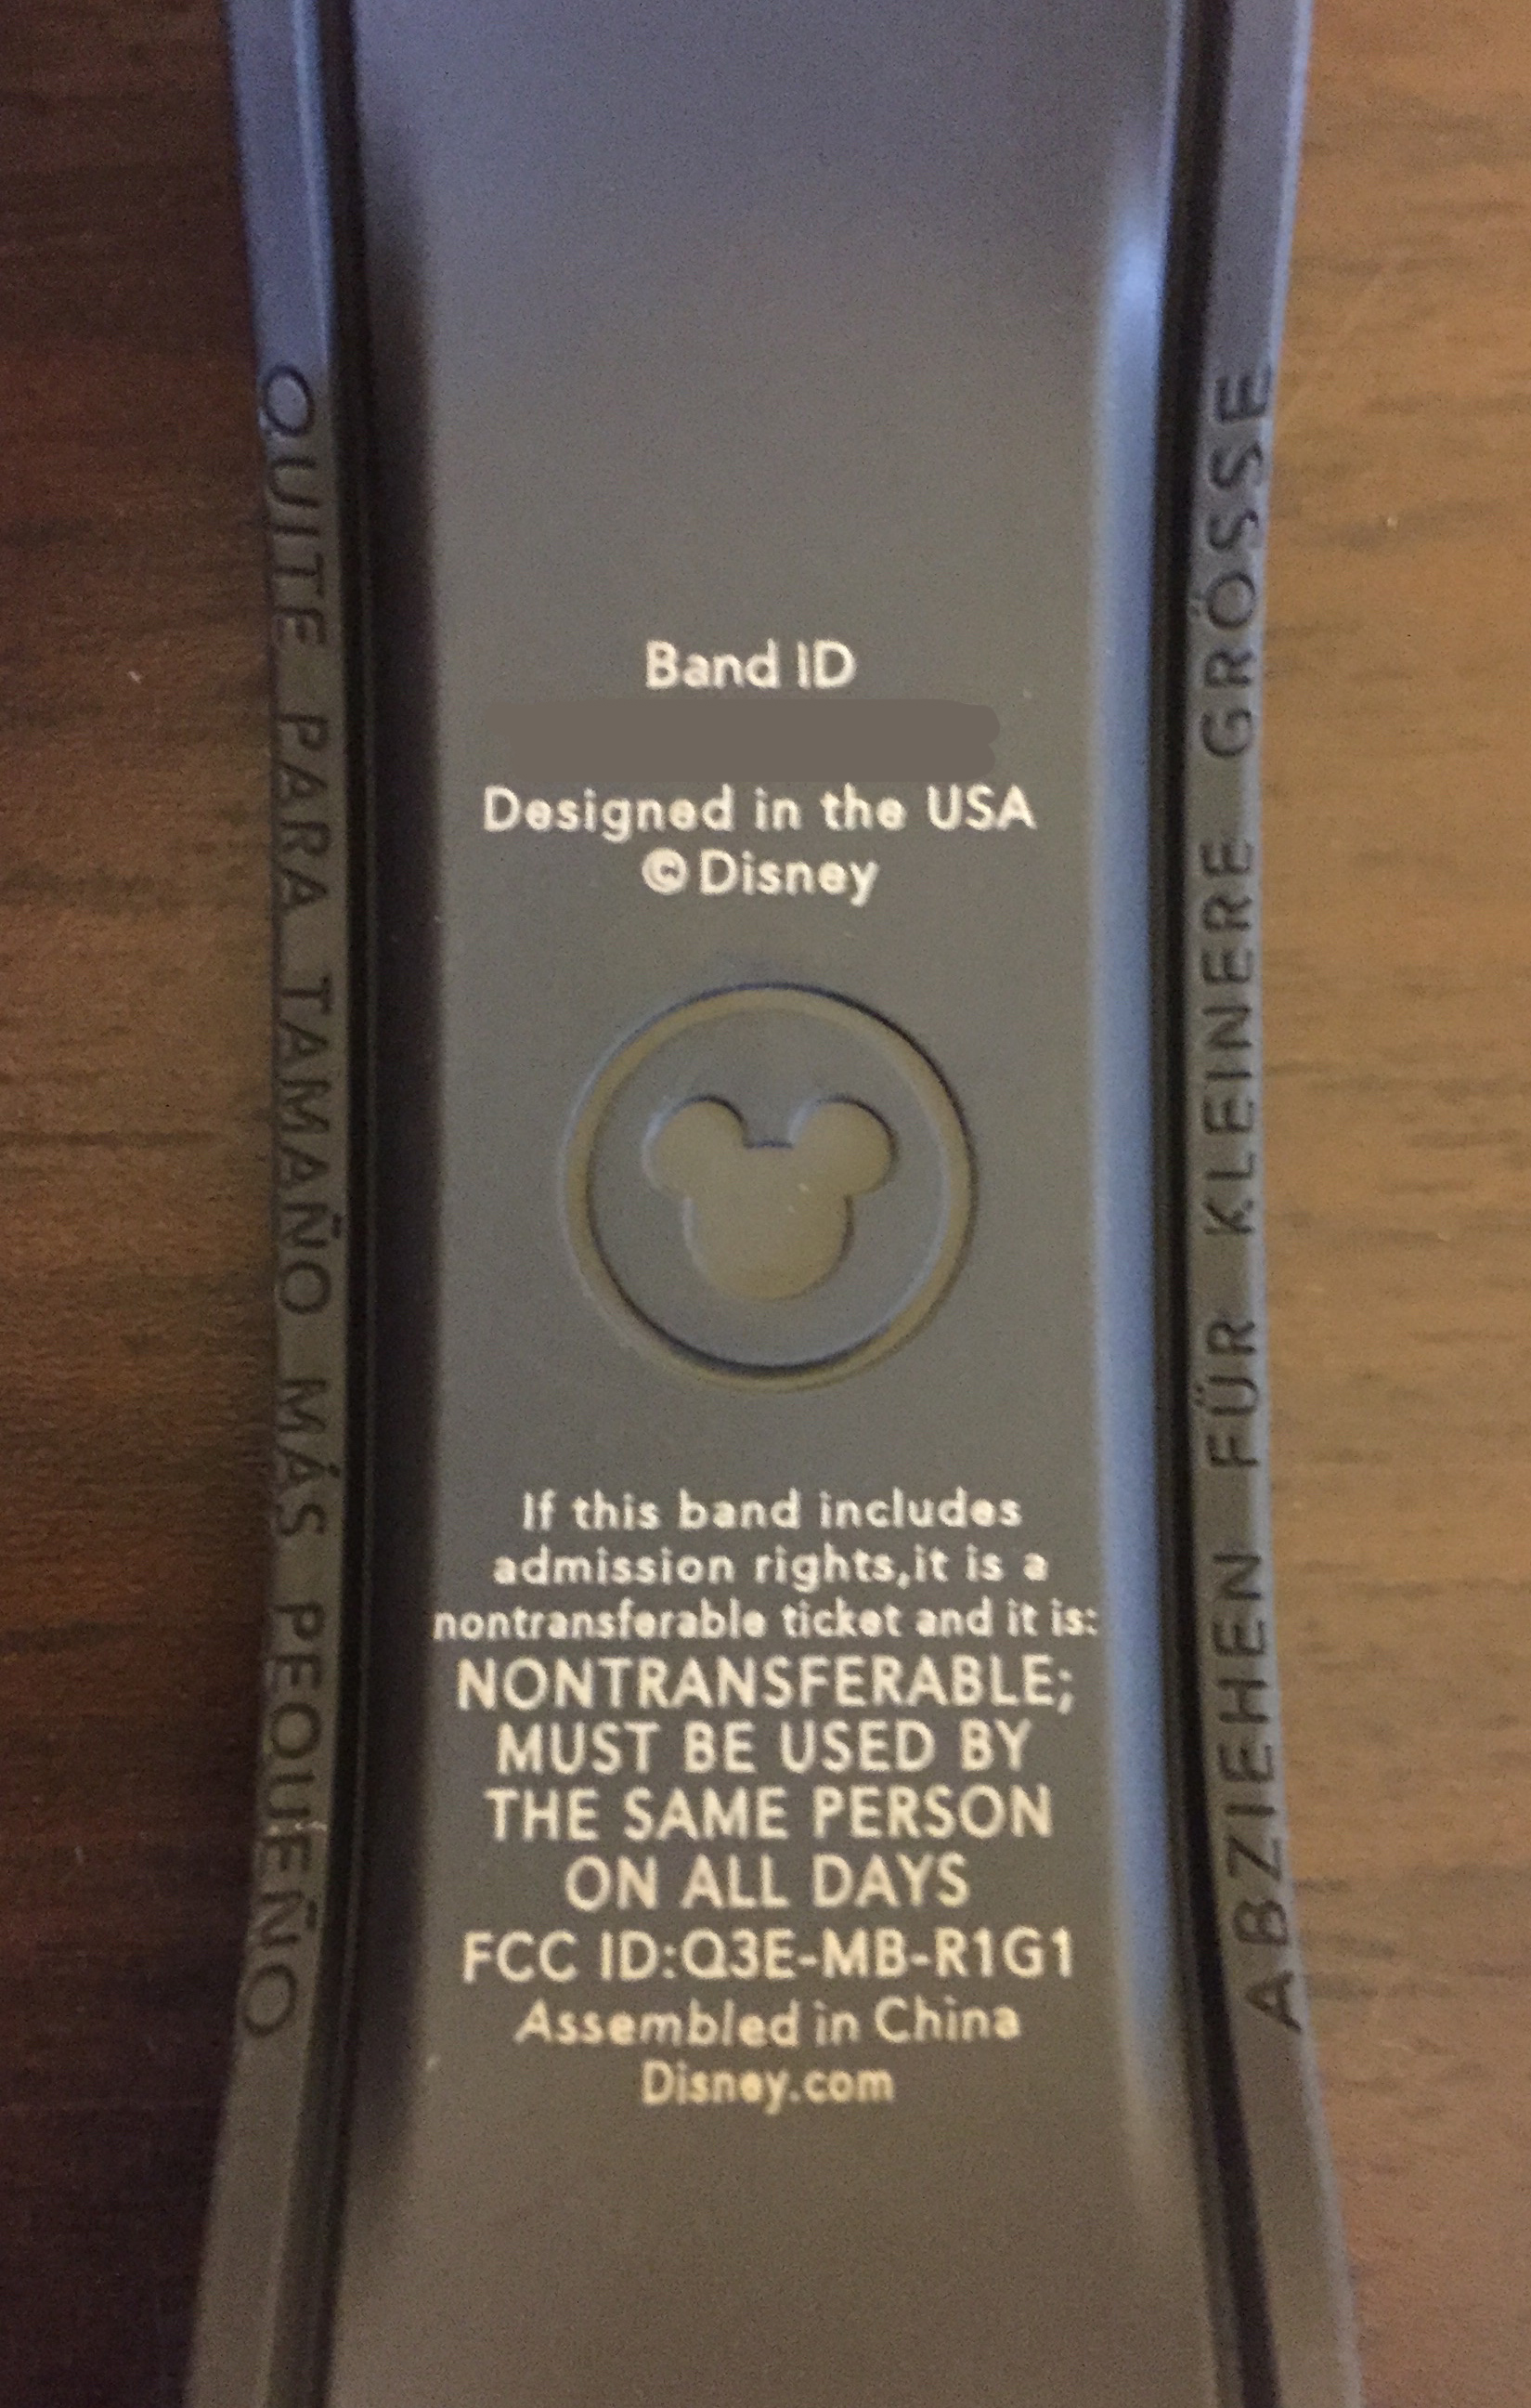 Band ID
Designed in the USA
©Disney
If this band includes
admission rights,it is a
nontransferable ticket and it is:
NONTRANSFERABLE;
MUST BE USED BY
THE SAME PERSON
ON ALL DAYS
FCC ID:Q3E-MB-R1G1
Assembled in China
Disney.com
QUITE PARA TAMAÑO MÁS PEQUEÑO
ABZIEHEN FÜR KLEINERE GRÖSSE